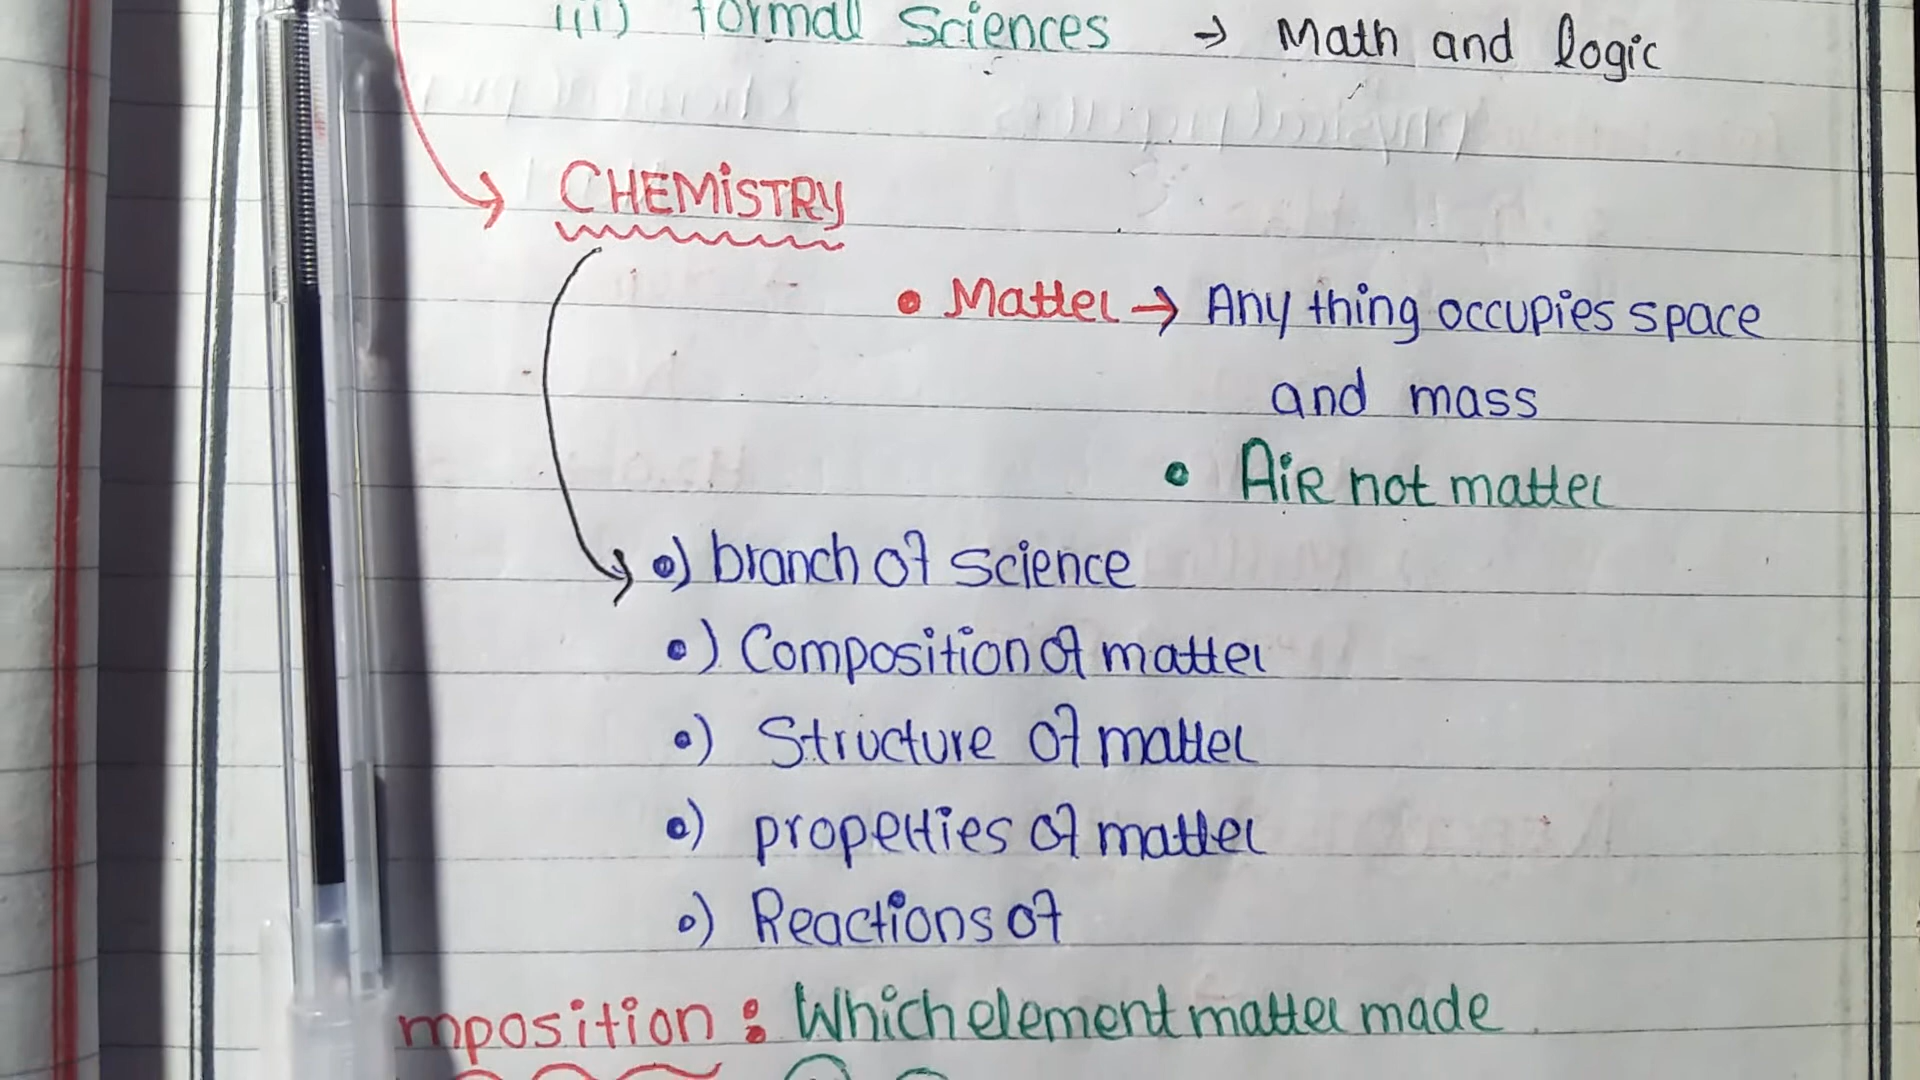 iii) formal Sciences → Math and logic
→ CHEMiSTRY
• Matter → Any thing occupies space
and mass
• AiR not matter
•) branch of science
•) Composition of matter
•) Structure of matter
•) properties of matter
•) Reactions of
mposition : Which element matter made